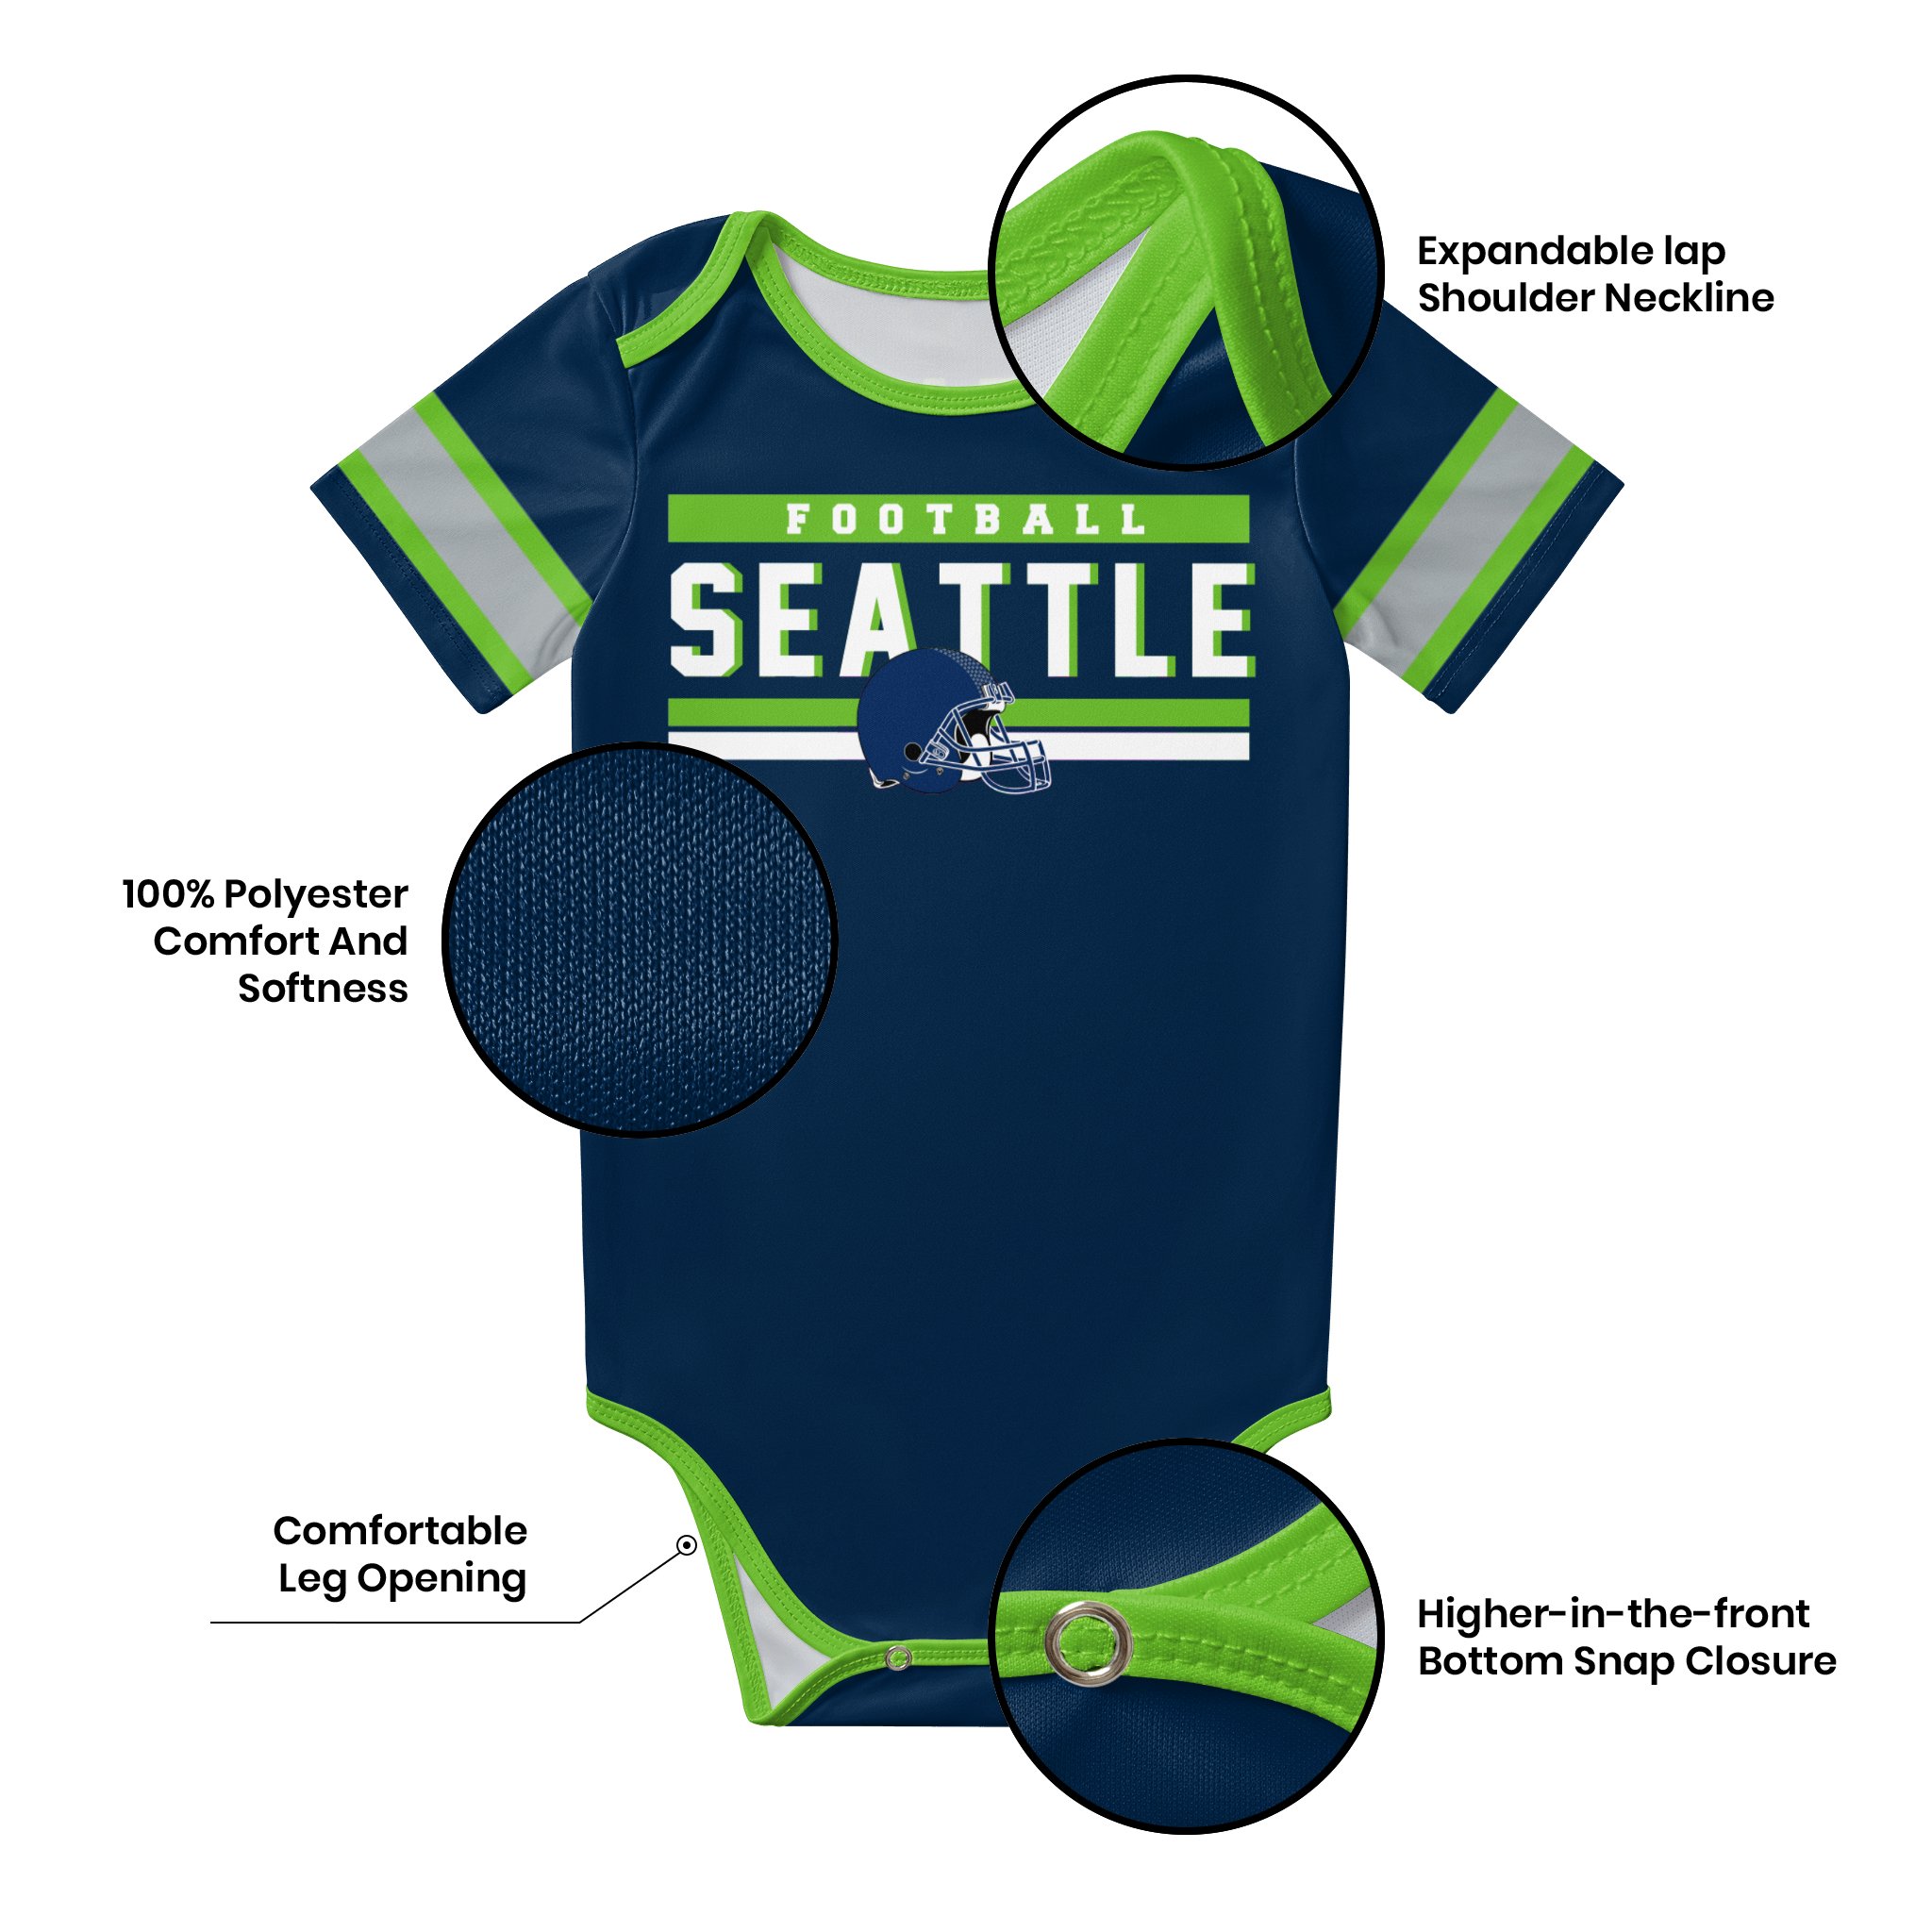 Expandable lap
Shoulder Neckline
FOOTBALL
SEATTLE
100% Polyester
Comfort And
Softness
Comfortable
Leg Opening
Higher-in-the-front
Bottom Snap Closure